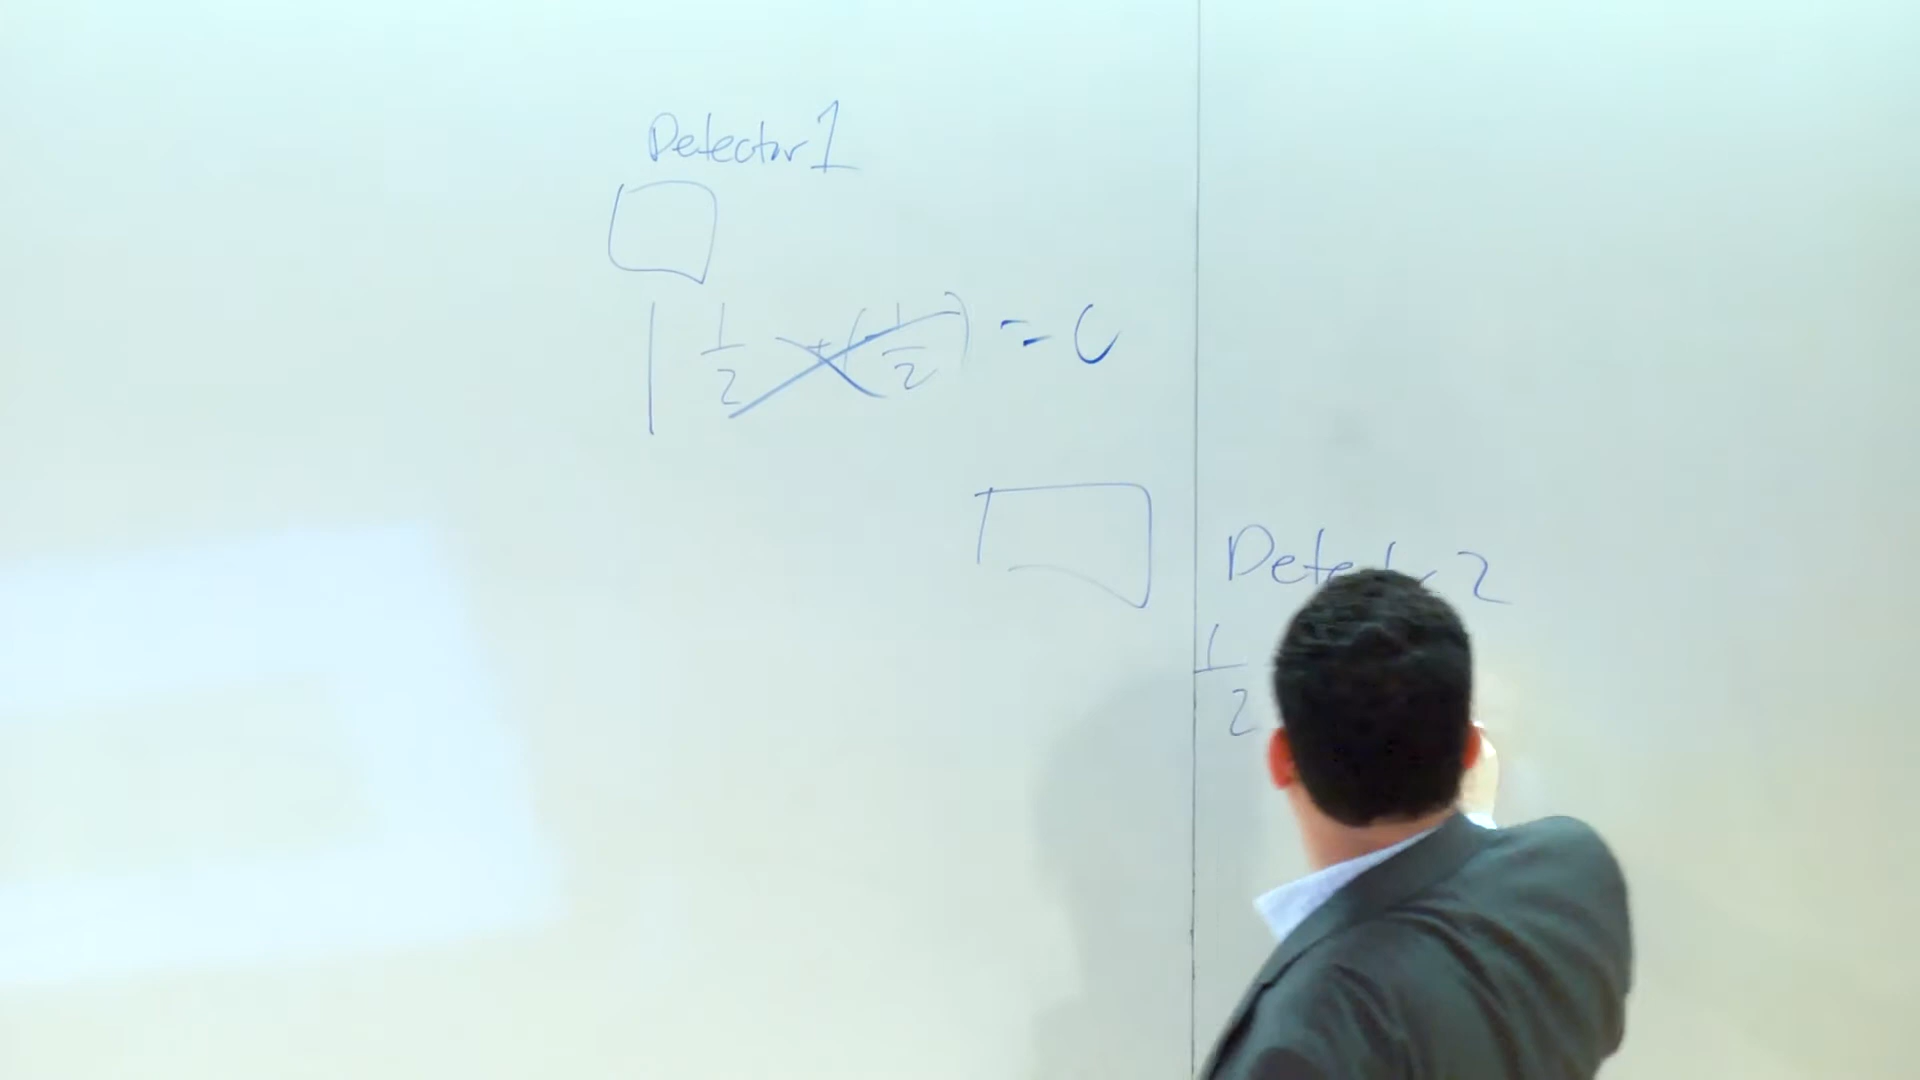 Detector 1
| 1/2 + (1/2) = 0
Detector 2
1/2